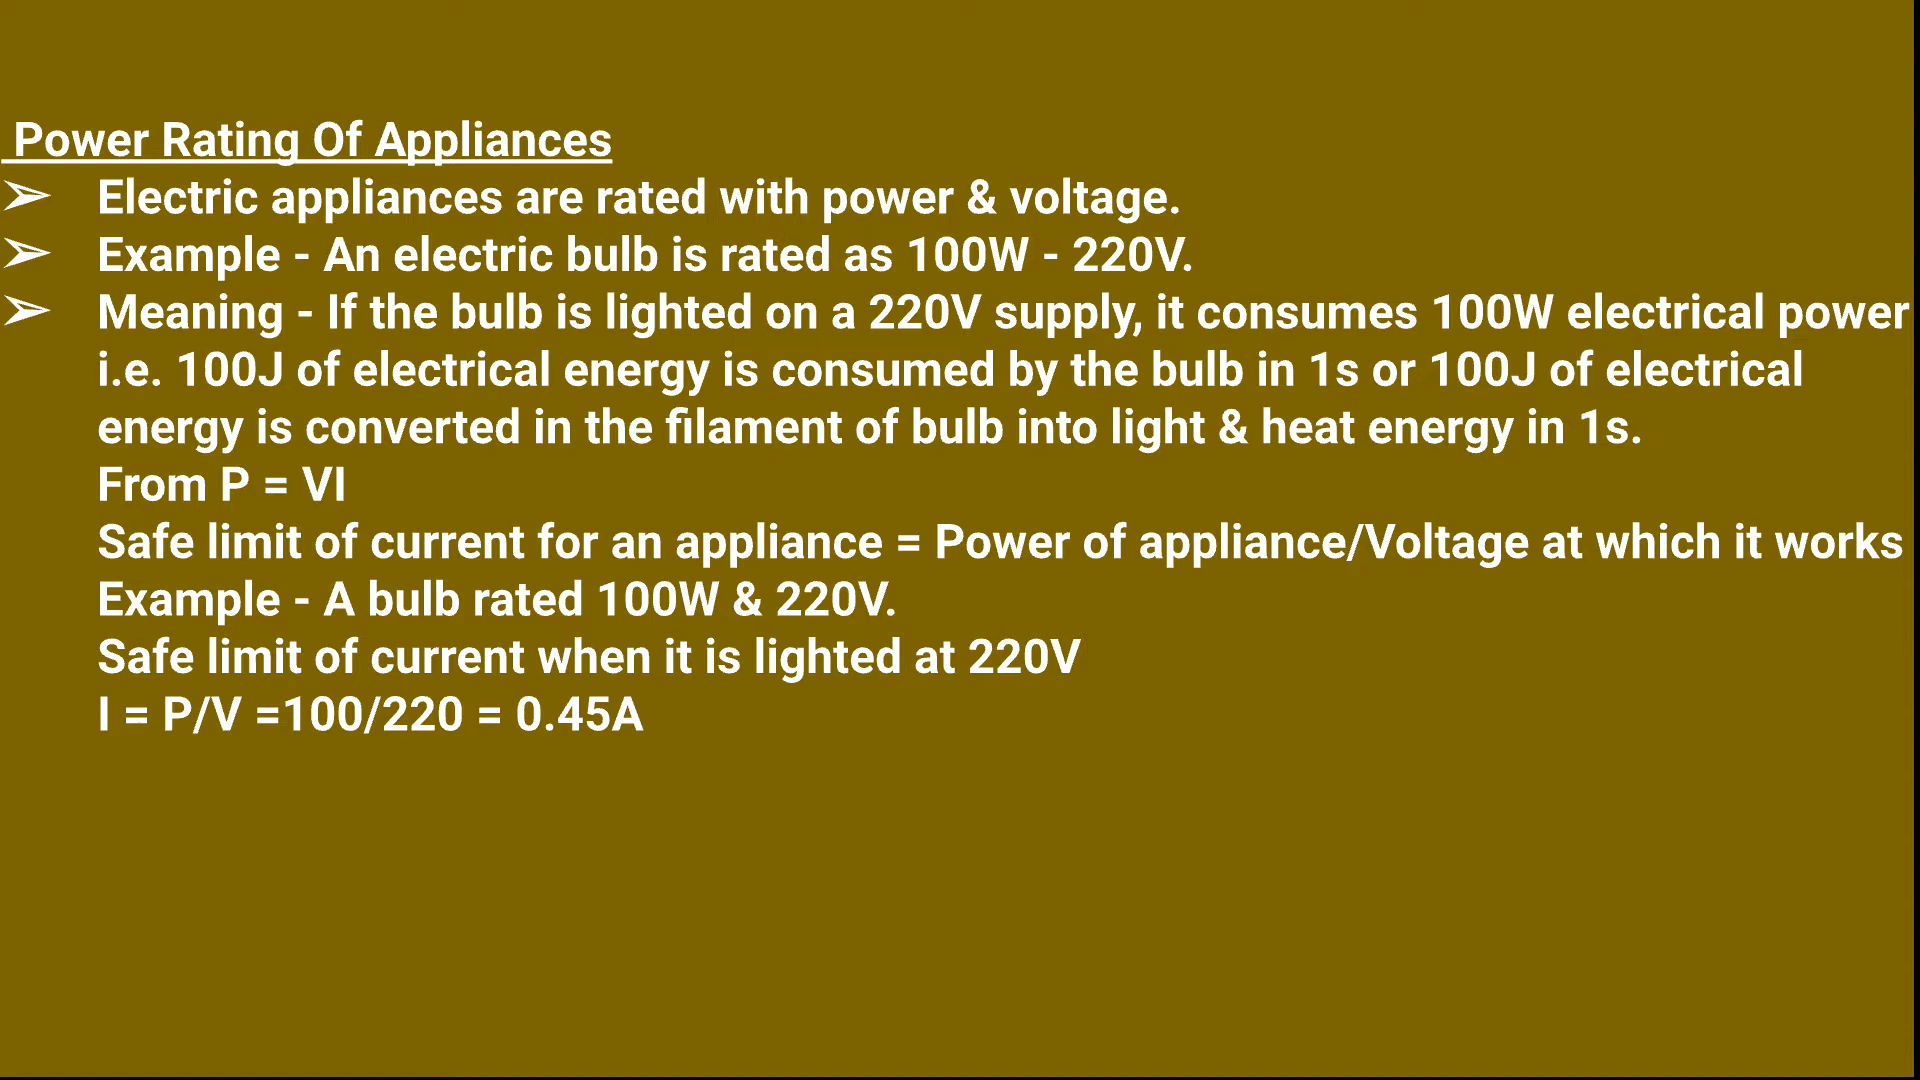 Power Rating Of Appliances
➢ Electric appliances are rated with power & voltage.
➢ Example - An electric bulb is rated as 100W - 220V.
➢ Meaning - If the bulb is lighted on a 220V supply, it consumes 100W electrical power
i.e. 100J of electrical energy is consumed by the bulb in 1s or 100J of electrical
energy is converted in the filament of bulb into light & heat energy in 1s.
From P = VI
Safe limit of current for an appliance = Power of appliance/Voltage at which it works
Example - A bulb rated 100W & 220V.
Safe limit of current when it is lighted at 220V
I = P/V =100/220 = 0.45A